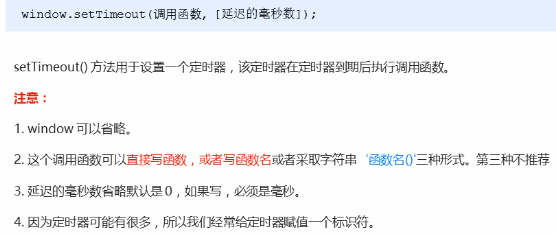 window.setTimeout(调用函数, [延迟的毫秒数]);
setTimeout() 方法用于设置一个定时器，该定时器在定时器到期后执行调用函数。
注意：
1. window 可以省略。
2. 这个调用函数可以直接写函数，或者写函数名或者采取字符串 '函数名()'三种形式。第三种不推荐
3. 延迟的毫秒数省略默认是 0，如果写，必须是毫秒。
4. 因为定时器可能有很多，所以我们经常给定时器赋值一个标识符。